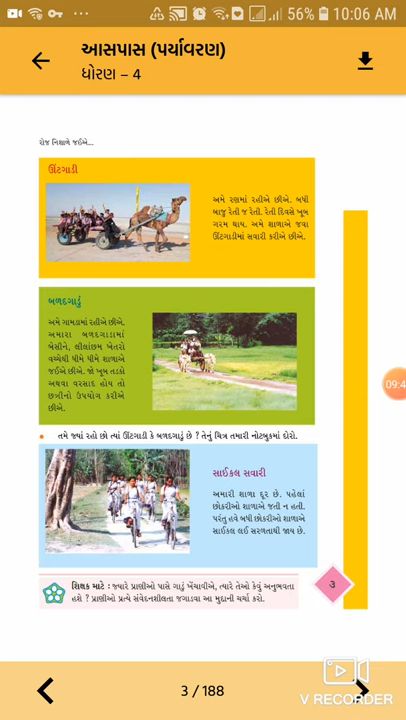 56% 10:06 AM
આસપાસ (પર્યાવરણ)
ધોરણ – 4
રોજ નિશાળે જઈએ...
ઊંટગાડી
અમે રણમાં રહીએ છીએ. બધી
બાજુ રેતી જ રેતી. રેતી દિવસે ખૂબ
ગરમ થાય. અમે શાળાએ જવા
ઊંટગાડીમાં સવારી કરીએ છીએ.
બળદગાડું
અમે ગામડામાં રહીએ છીએ.
અમારા બળદગાડામાં
બેસીને, લીલાંછમ ખેતરો
વચ્ચેથી ધીમે ધીમે શાળાએ
જઈએ છીએ. જો ખૂબ તડકો
અથવા વરસાદ હોય તો
છત્રીનો ઉપયોગ કરીએ
છીએ.
09:4
● તમે જ્યાં રહો છો ત્યાં ઊંટગાડી કે બળદગાડું છે ? તેનું ચિત્ર તમારી નોટબુકમાં દોરો.
સાઈકલ સવારી
અમારી શાળા દૂર છે. પહેલાં
છોકરીઓ શાળાએ જતી ન હતી.
પરંતુ હવે બધી છોકરીઓ શાળાએ
સાઈકલ લઈ સરળતાથી જાય છે.
શિક્ષક માટે : જ્યારે પ્રાણીઓ પાસે ગાડું ખેંચાવીએ, ત્યારે તેઓ કેવું અનુભવતા
હશે ? પ્રાણીઓ પ્રત્યે સંવેદનશીલતા જગાડવા આ મુદાની ચર્ચા કરો.
૩
3 / 188
V RECORDER